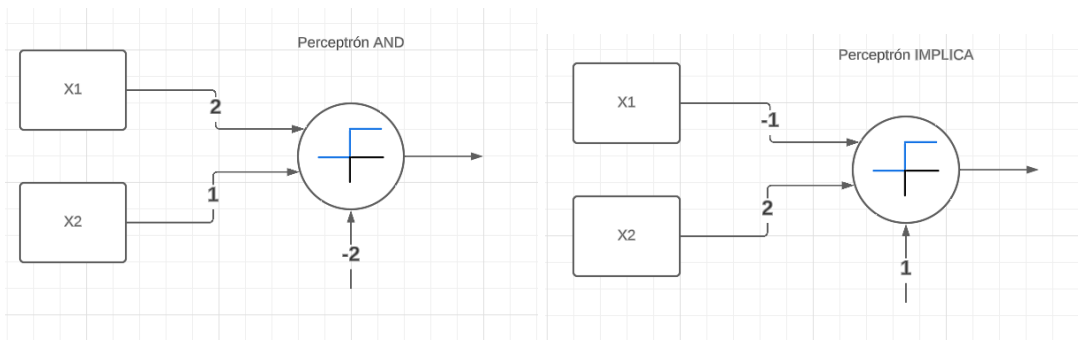 Perceptrón AND
X1
2
1
X2
-2
Perceptrón IMPLICA
X1
-1
2
X2
1